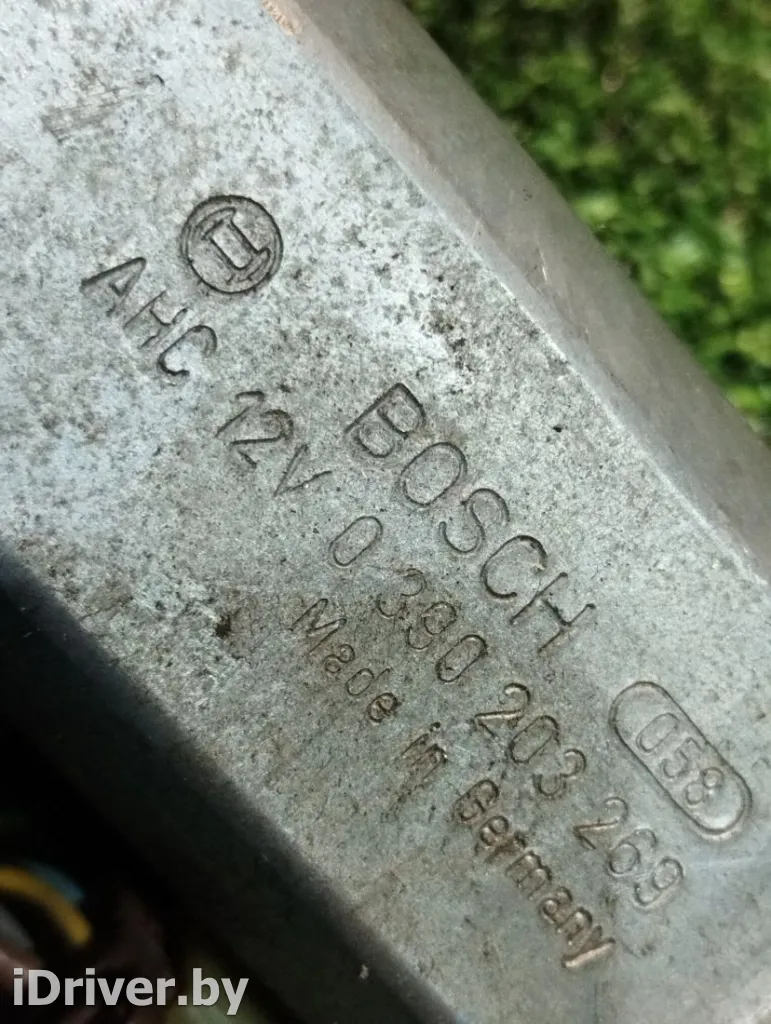 BOSCH
AHC 12V 0 390 203 269
Made in Germany
058
iDriver.by